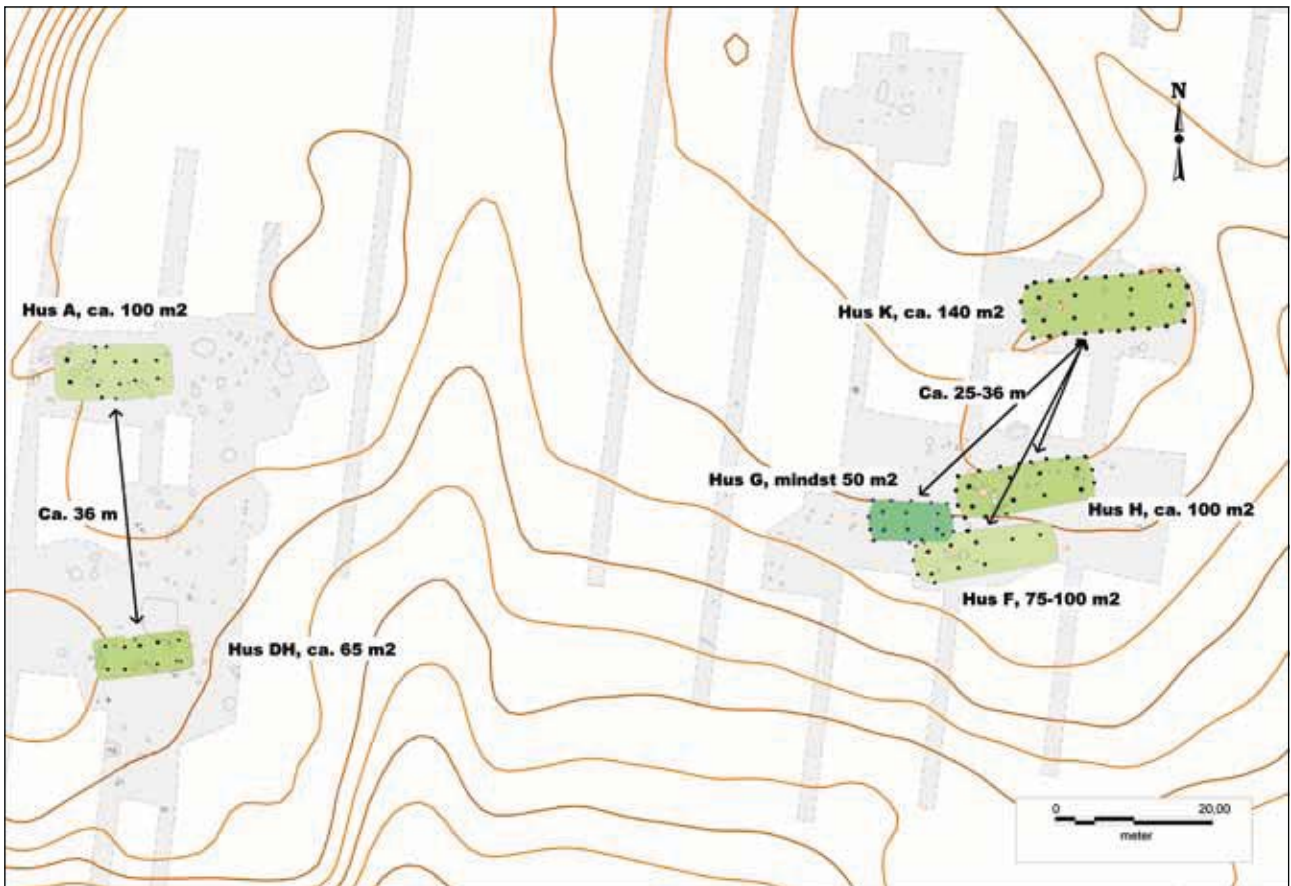 N
Hus A, ca. 100 m2
Hus K, ca. 140 m2
Ca. 25-36 m
Hus G, mindst 50 m2
Ca. 36 m
Hus H, ca. 100 m2
Hus F, 75-100 m2
Hus DH, ca. 65 m2
0 20,00
meter